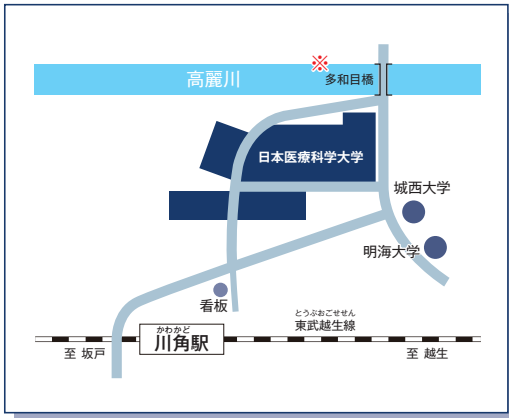 ※
高麗川
多和目橋
日本医療科学大学
城西大学
明海大学
看板
とうぶおごせせん
東武越生線
かわかど
川角駅
至 坂戸
至 越生